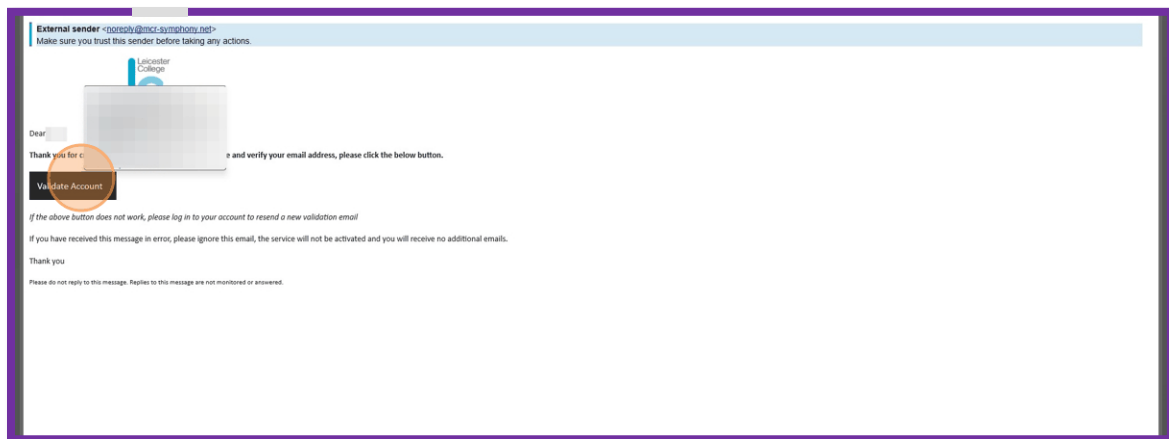 External sender <noreply@mcr-symphony.net>
Make sure you trust this sender before taking any actions.
Leicester
College
Dear
Thank you for c e and verify your email address, please click the below button.
Validate Account
If the above button does not work, please log in to your account to resend a new validation email
If you have received this message in error, please ignore this email, the service will not be activated and you will receive no additional emails.
Thank you
Please do not reply to this message. Replies to this message are not monitored or answered.